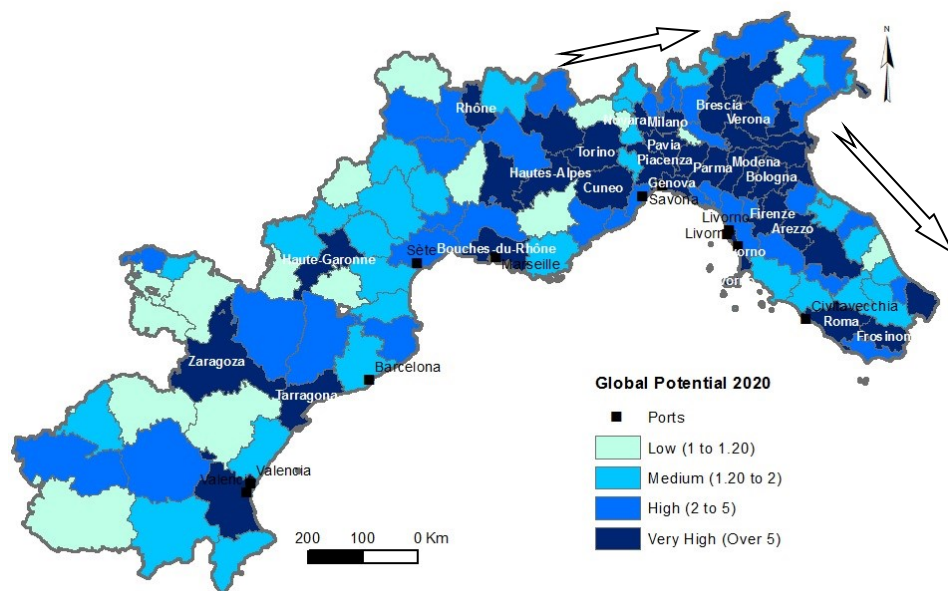 N
Rhône
Brescia
Verona
Novara
Milano
Torino
Pavia
Piacenza
Parma
Modena
Bologna
Hautes-Alpes
Cuneo
Genova
Savona
Livorno
Firenze
Arezzo
Sète
Bouches-du-Rhône
Marseille
Haute-Garonne
Civitavecchia
Roma
Frosinon
Zaragoza
Barcelona
Tarragona
Valencia
Global Potential 2020
Ports
Low (1 to 1.20)
Medium (1.20 to 2)
High (2 to 5)
Very High (Over 5)
200 100 0 Km